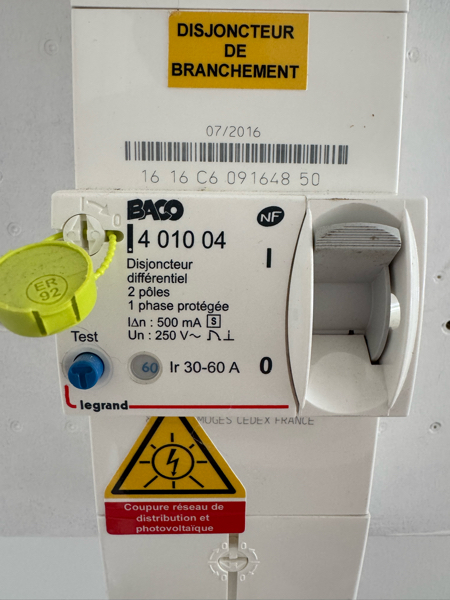 DISJONCTEUR
DE
BRANCHEMENT
07/2016
16 16 C6 091648 50
BACO
NF
4 010 04
Disjoncteur
différentiel
2 pôles
1 phase protégée
I∆n : 500 mA S
Un : 250 V~
ER
92
Test
60
Ir 30-60 A
I
0
legrand
MOGES CEDEX FRANCE
Coupure réseau de
distribution et
photovoltaïque